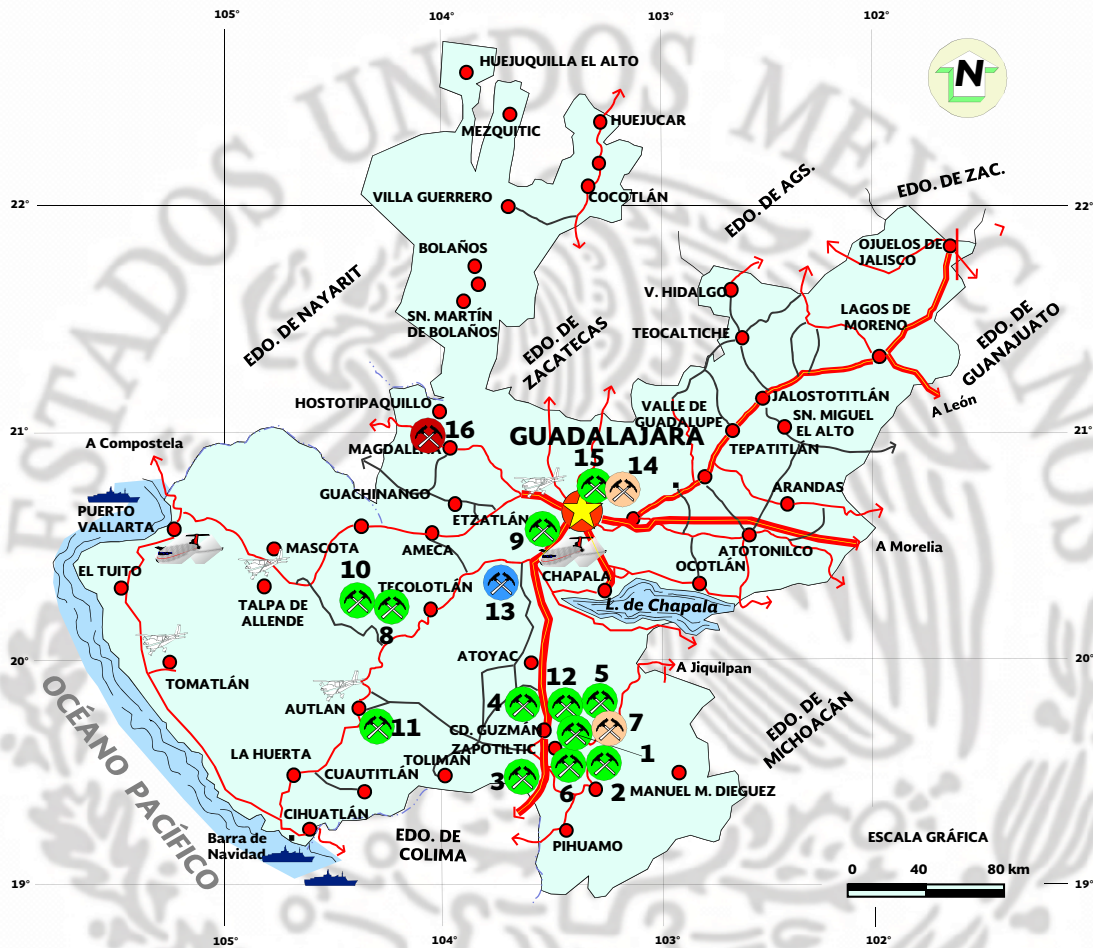 105°
104°
103°
102°
ESTADOS UNIDOS MEXICANOS
HUEJUQUILLA EL ALTO
N
MEZQUITIC
HUEJUCAR
EDO. DE AGS.
EDO. DE ZAC.
VILLA GUERRERO
COCOTLÁN
22°
22°
BOLAÑOS
OJUELOS DE
JALISCO
EDO. DE NAYARIT
V. HIDALGO
SN. MARTÍN
DE BOLAÑOS
EDO. DE
ZACATECAS
TEOCALTICHE
LAGOS DE
MORENO
EDO. DE
GUANAJUATO
HOSTOTIPAQUILLO
JALOSTOTITLÁN
A León
VALLE DE
GUADALUPE
SN. MIGUEL
EL ALTO
21°
21°
16
GUADALAJARA
A Compostela
MAGDALENA
TEPATITLÁN
15
14
GUACHINANGO
ARANDAS
PUERTO
VALLARTA
ETZATLÁN
9
AMECA
MASCOTA
ATOTONILCO
A Morelia
EL TUITO
10
TECOLOTLÁN
CHAPALA
OCOTLÁN
13
TALPA DE
ALLENDE
8
L. de Chapala
20°
20°
ATOYAC
A Jiquilpan
TOMATLÁN
12
5
4
AUTLAN
11
CD. GUZMÁN
7
EDO. DE
MICHOACÁN
OCÉANO PACÍFICO
LA HUERTA
ZAPOTILTIC
1
TOLIMÁN
CUAUTITLÁN
3
6
2
MANUEL M. DIEGUEZ
CIHUATLÁN
Barra de
Navidad
EDO. DE
COLIMA
PIHUAMO
ESCALA GRÁFICA
0
40
80 km
19°
19°
105°
104°
103°
102°